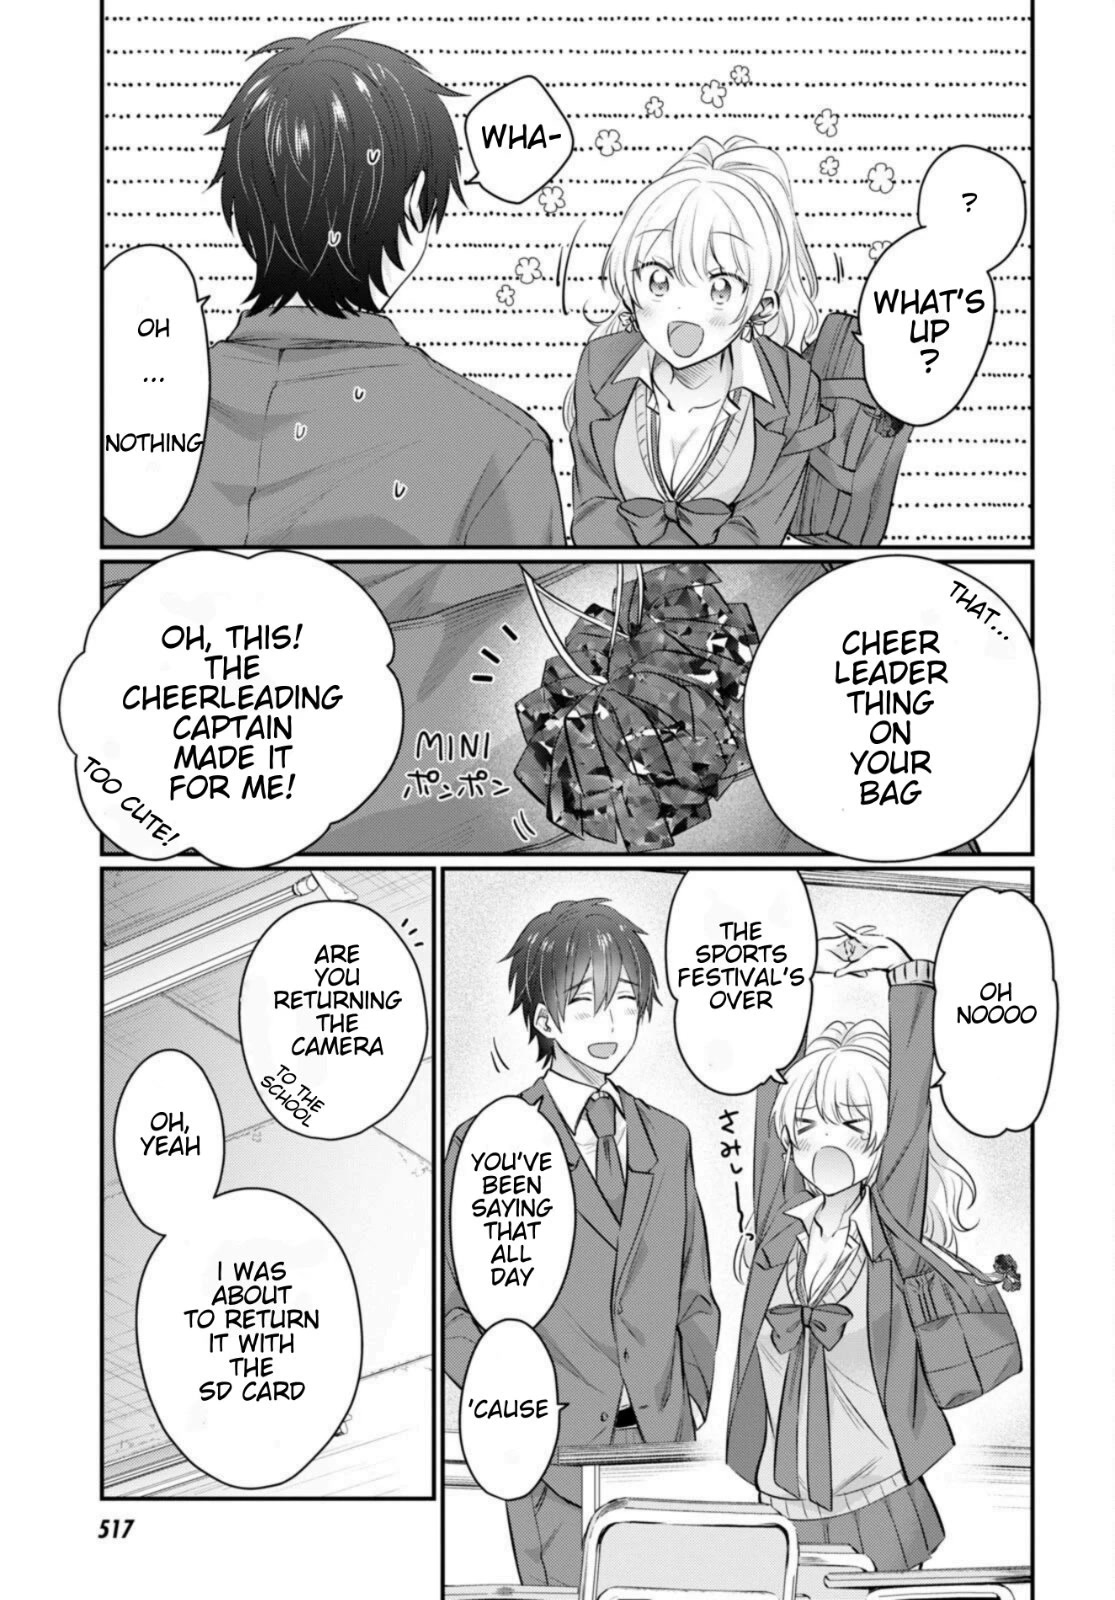 ?
WHAT'S
UP
?
WHA-
OH
...
NOTHING
THAT...
CHEER
LEADER
THING
ON
YOUR
BAG
MINI
ポンポン
OH, THIS!
THE
CHEERLEADING
CAPTAIN
MADE IT
FOR ME!
TOO CUTE!
OH
NOOOO
THE
SPORTS
FESTIVAL'S
OVER
さみしーっ
YOU'VE
BEEN
SAYING
THAT
ALL
DAY
'CAUSE
ARE
YOU
RETURNING
THE
CAMERA
TO THE
SCHOOL
OH,
YEAH
I WAS
ABOUT
TO RETURN
IT WITH
THE
SD CARD
517